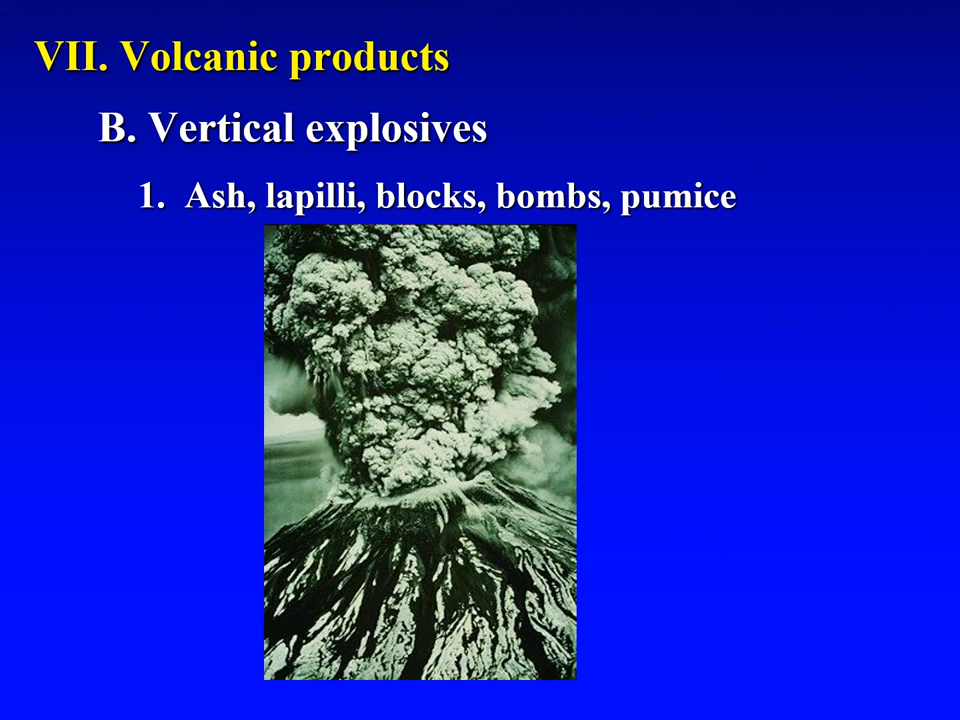 VII. Volcanic products
B. Vertical explosives
1. Ash, lapilli, blocks, bombs, pumice